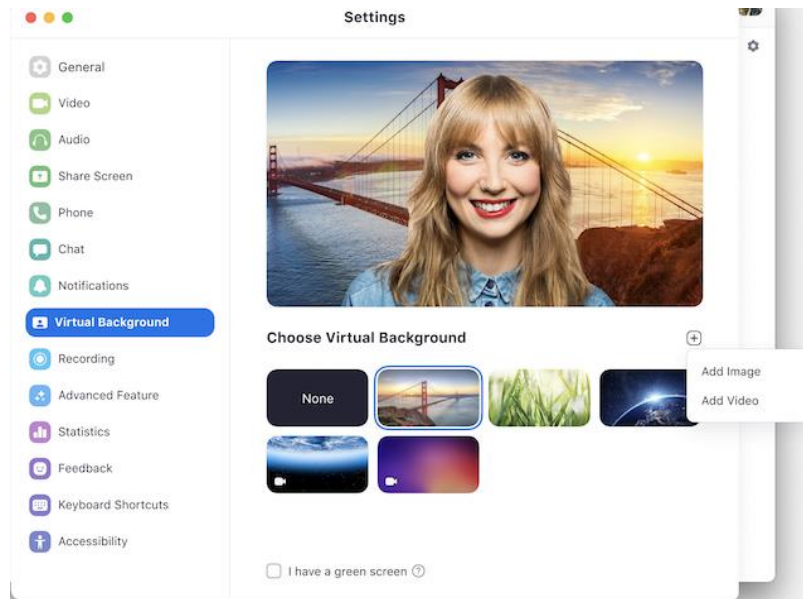 Settings
General
Video
Audio
Share Screen
Phone
Chat
Notifications
Virtual Background
Recording
Advanced Feature
Statistics
Feedback
Keyboard Shortcuts
Accessibility
Choose Virtual Background
Add Image
Add Video
None
I have a green screen